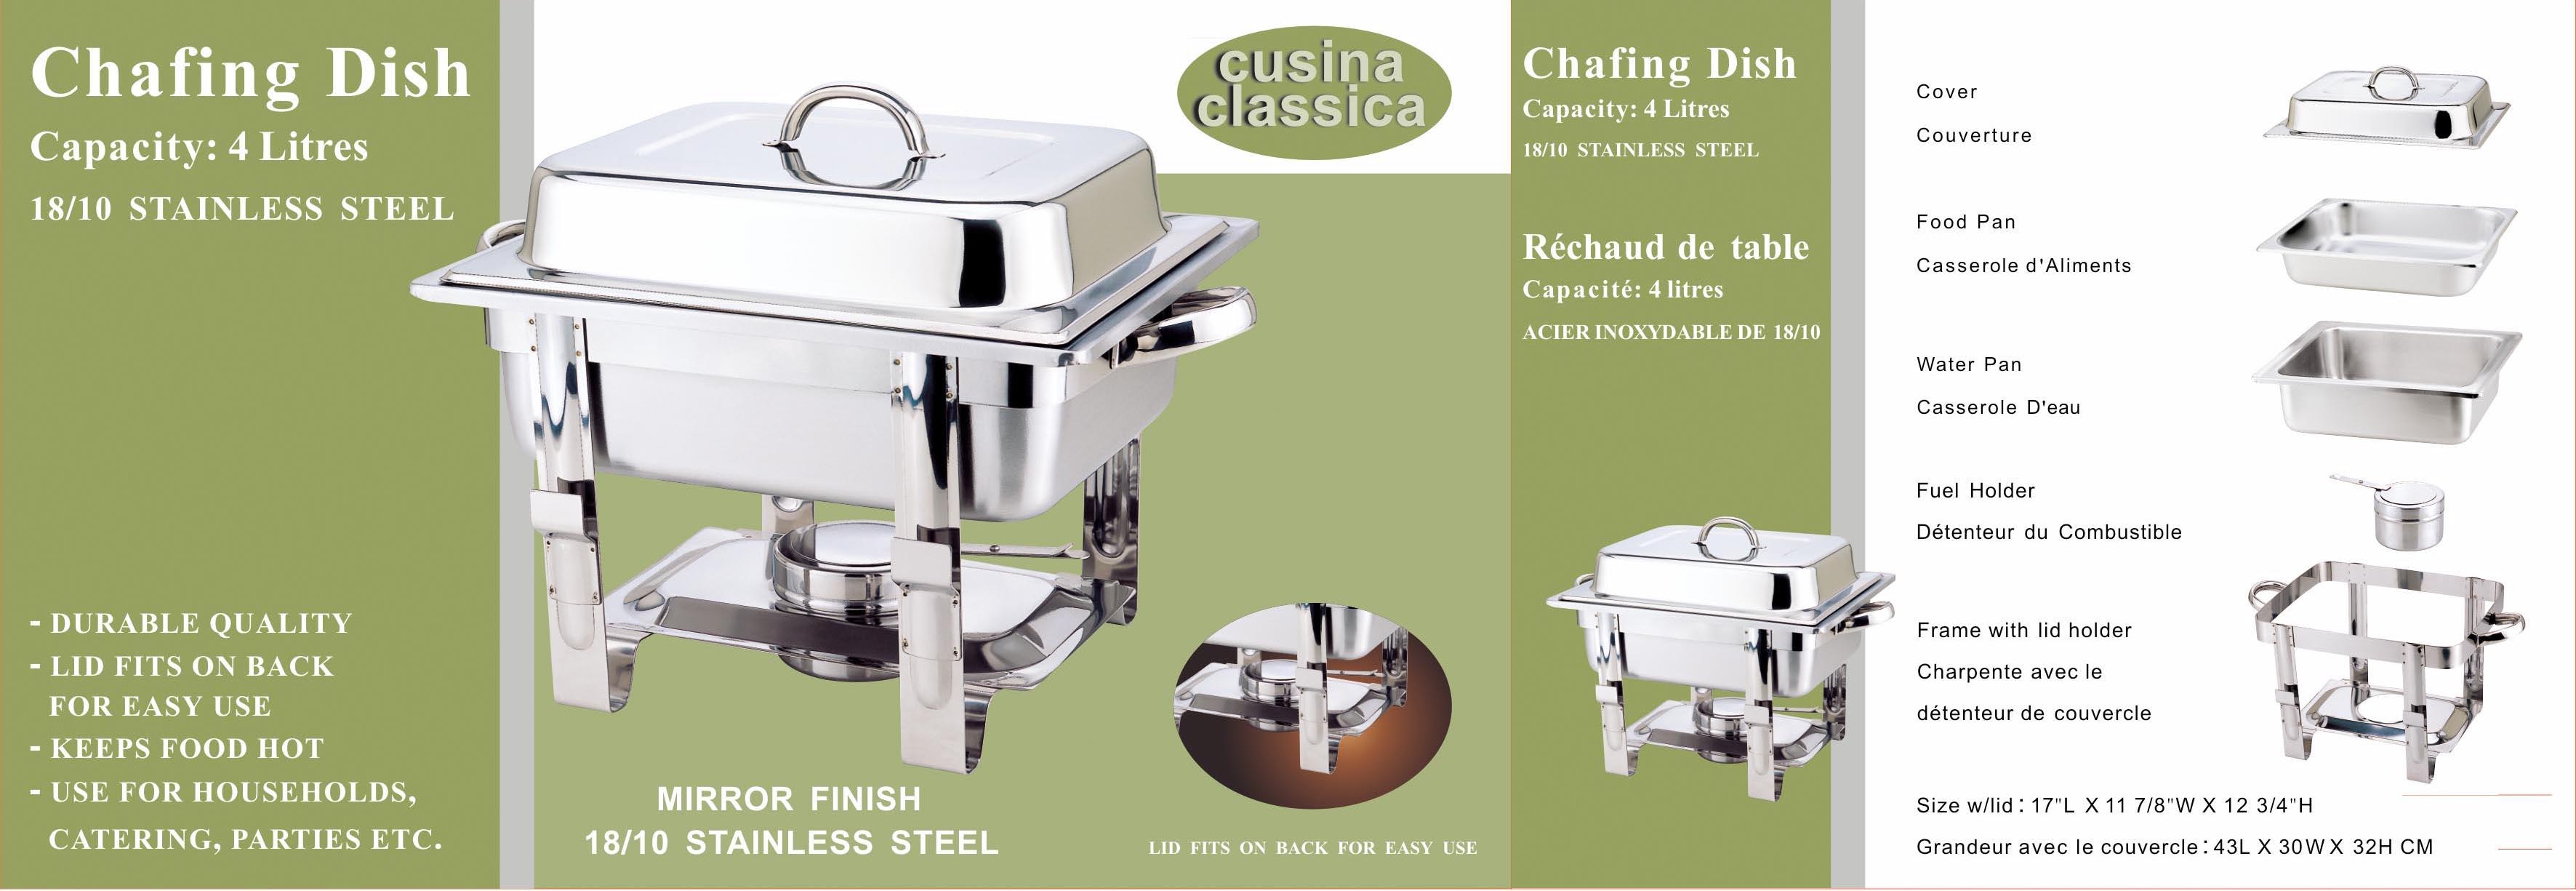 Chafing Dish
Capacity: 4 Litres
18/10 STAINLESS STEEL
- DURABLE QUALITY
- LID FITS ON BACK
FOR EASY USE
- KEEPS FOOD HOT
- USE FOR HOUSEHOLDS,
CATERING, PARTIES ETC.
cusina
classica
MIRROR FINISH
18/10 STAINLESS STEEL
LID FITS ON BACK FOR EASY USE
Chafing Dish
Capacity: 4 Litres
18/10 STAINLESS STEEL
Réchaud de table
Capacité: 4 litres
ACIER INOXYDABLE DE 18/10
Cover
Couverture
Food Pan
Casserole d'Aliments
Water Pan
Casserole D'eau
Fuel Holder
Détenteur du Combustible
Frame with lid holder
Charpente avec le
détenteur de couvercle
Size w/lid: 17"L X 11 7/8"W X 12 3/4"H
Grandeur avec le couvercle: 43L X 30W X 32H CM